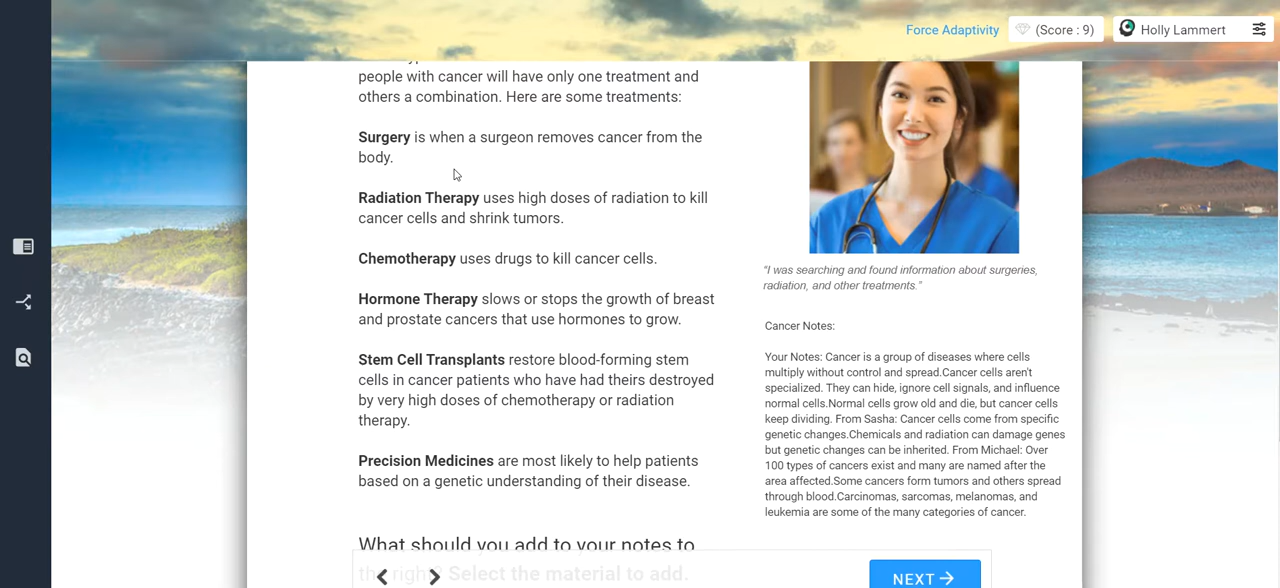 Force Adaptivity
(Score : 9)
Holly Lammert
people with cancer will have only one treatment and
others a combination. Here are some treatments:
Surgery is when a surgeon removes cancer from the
body.
Radiation Therapy uses high doses of radiation to kill
cancer cells and shrink tumors.
Chemotherapy uses drugs to kill cancer cells.
Hormone Therapy slows or stops the growth of breast
and prostate cancers that use hormones to grow.
Stem Cell Transplants restore blood-forming stem
cells in cancer patients who have had theirs destroyed
by very high doses of chemotherapy or radiation
therapy.
Precision Medicines are most likely to help patients
based on a genetic understanding of their disease.
What should you add to your notes to
the right? Select the material to add.
"I was searching and found information about surgeries,
radiation, and other treatments."
Cancer Notes:
Your Notes: Cancer is a group of diseases where cells
multiply without control and spread.Cancer cells aren't
specialized. They can hide, ignore cell signals, and influence
normal cells.Normal cells grow old and die, but cancer cells
keep dividing. From Sasha: Cancer cells come from specific
genetic changes.Chemicals and radiation can damage genes
but genetic changes can be inherited. From Michael: Over
100 types of cancers exist and many are named after the
area affected.Some cancers form tumors and others spread
through blood.Carcinomas, sarcomas, melanomas, and
leukemia are some of the many categories of cancer.
NEXT